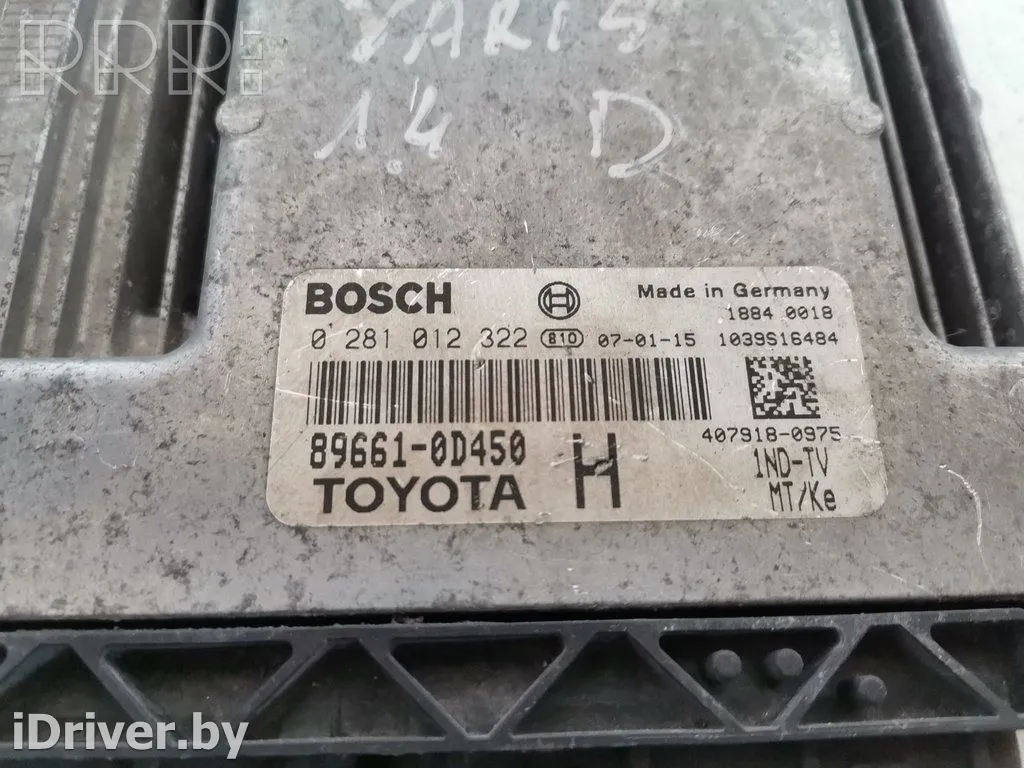 RRR
YARIS
1.4 D
BOSCH
Made in Germany
1884 0018
0 281 012 322 810 07-01-15 1039S16484
407918-0975
89661-0D450
H
1ND-TV
TOYOTA
MT/Ke
iDriver.by